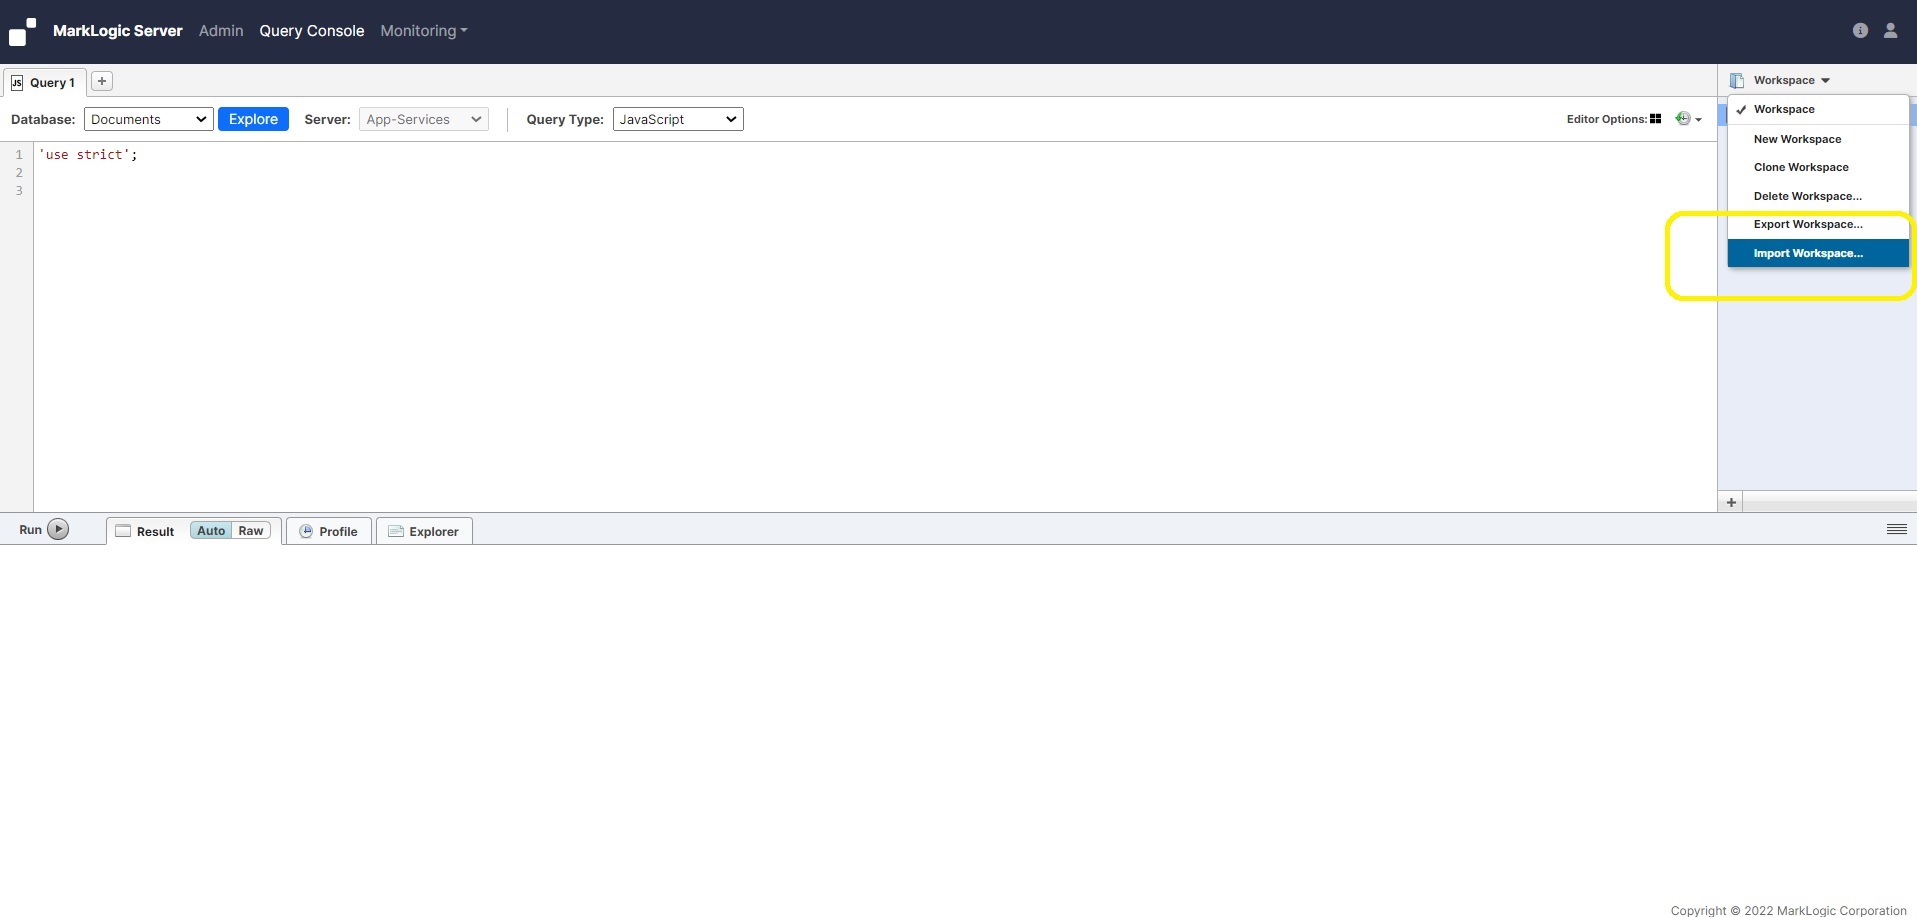 MarkLogic Server Admin Query Console Monitoring
JS Query 1 +
Workspace
Database: Documents Explore Server: App-Services Query Type: JavaScript Editor Options:
Workspace
New Workspace
Clone Workspace
Delete Workspace...
Export Workspace...
Import Workspace...
1 'use strict';
2
3
+
Run Result Auto Raw Profile Explorer
Copyright © 2022 MarkLogic Corporation